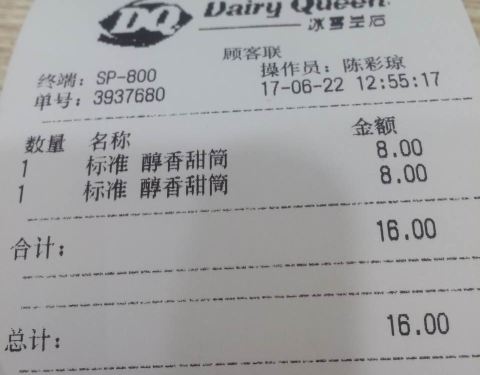 DQ
Dairy Queen
冰雪皇后
顾客联
终端：SP-800 操作员：陈彩琼
单号：3937680 17-06-22 12:55:17
数量 名称 金额
1 标准 醇香甜筒 8.00
1 标准 醇香甜筒 8.00
合计： 16.00
总计： 16.00